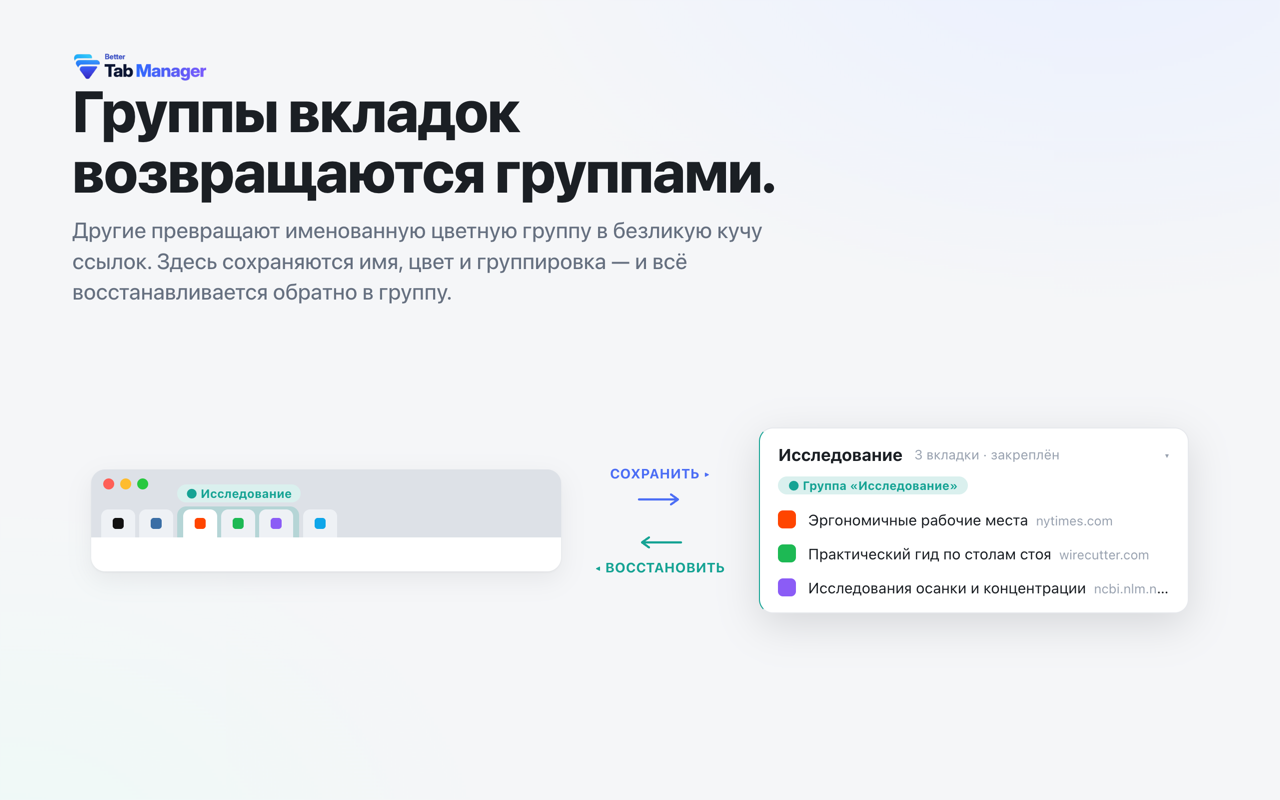 Better
Tab Manager
Группы вкладок
возвращаются группами.
Другие превращают именованную цветную группу в безликую кучу
ссылок. Здесь сохраняются имя, цвет и группировка — и всё
восстанавливается обратно в группу.
Исследование
СОХРАНИТЬ ▸
◂ ВОССТАНОВИТЬ
Исследование 3 вкладки · закреплён ▾
Группа «Исследование»
Эргономичные рабочие места nytimes.com
Практический гид по столам стоя wirecutter.com
Исследования осанки и концентрации ncbi.nlm.n...